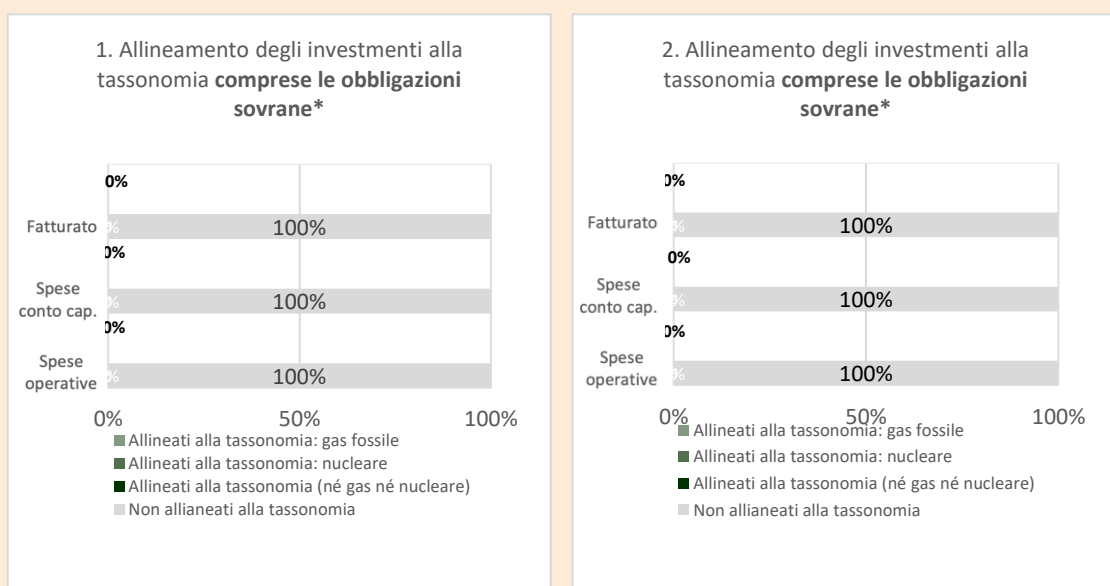 1. Allineamento degli investimenti alla
tassonomia comprese le obbligazioni
sovrane*
0%
Fatturato
%
100%
0%
Spese
conto cap.
%
100%
0%
Spese
operative
%
100%
0%
50%
100%
Allineati alla tassonomia: gas fossile
Allineati alla tassonomia: nucleare
Allineati alla tassonomia (né gas né nucleare)
Non allianeati alla tassonomia
2. Allineamento degli investimenti alla
tassonomia comprese le obbligazioni
sovrane*
0%
Fatturato
%
100%
0%
Spese
conto cap.
%
100%
0%
Spese
operative
%
100%
0%
50%
100%
Allineati alla tassonomia: gas fossile
Allineati alla tassonomia: nucleare
Allineati alla tassonomia (né gas né nucleare)
Non allianeati alla tassonomia